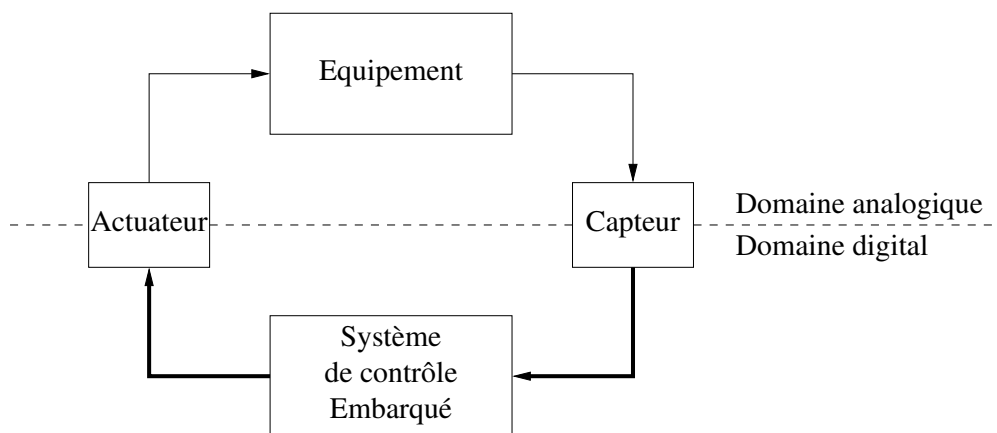 Equipement
Actuateur
Capteur
Domaine analogique
Domaine digital
Système
de contrôle
Embarqué